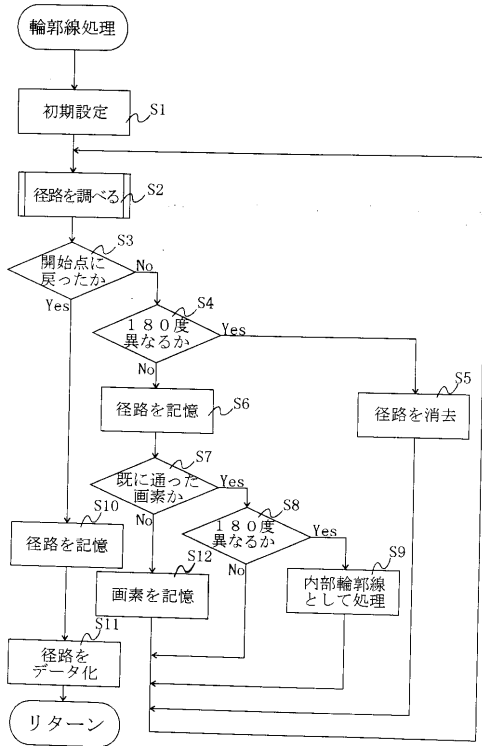 輪郭線処理
初期設定
S1
径路を調べる
S2
開始点に
戻ったか
S3
No
Yes
180度
異なるか
S4
Yes
No
径路を消去
S5
径路を記憶
S6
既に通った
画素か
S7
Yes
No
180度
異なるか
S8
Yes
No
内部輪郭線
として処理
S9
径路を記憶
S10
画素を記憶
S12
径路を
データ化
S11
リターン